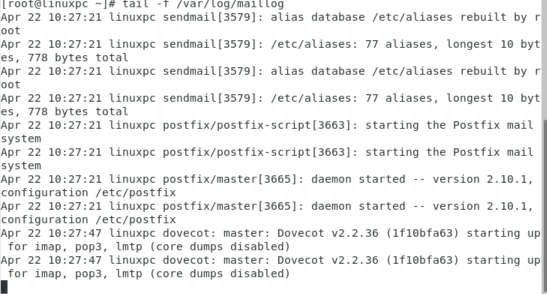 [root@linuxpc ~]# tail -f /var/log/maillog
Apr 22 10:27:21 linuxpc sendmail[3579]: alias database /etc/aliases rebuilt by r
oot
Apr 22 10:27:21 linuxpc sendmail[3579]: /etc/aliases: 77 aliases, longest 10 byt
es, 778 bytes total
Apr 22 10:27:21 linuxpc sendmail[3579]: alias database /etc/aliases rebuilt by r
oot
Apr 22 10:27:21 linuxpc sendmail[3579]: /etc/aliases: 77 aliases, longest 10 byt
es, 778 bytes total
Apr 22 10:27:21 linuxpc postfix/postfix-script[3663]: starting the Postfix mail
system
Apr 22 10:27:21 linuxpc postfix/postfix-script[3663]: starting the Postfix mail
system
Apr 22 10:27:21 linuxpc postfix/master[3665]: daemon started -- version 2.10.1,
configuration /etc/postfix
Apr 22 10:27:21 linuxpc postfix/master[3665]: daemon started -- version 2.10.1,
configuration /etc/postfix
Apr 22 10:27:47 linuxpc dovecot: master: Dovecot v2.2.36 (1f10bfa63) starting up
 for imap, pop3, lmtp (core dumps disabled)
Apr 22 10:27:47 linuxpc dovecot: master: Dovecot v2.2.36 (1f10bfa63) starting up
 for imap, pop3, lmtp (core dumps disabled)